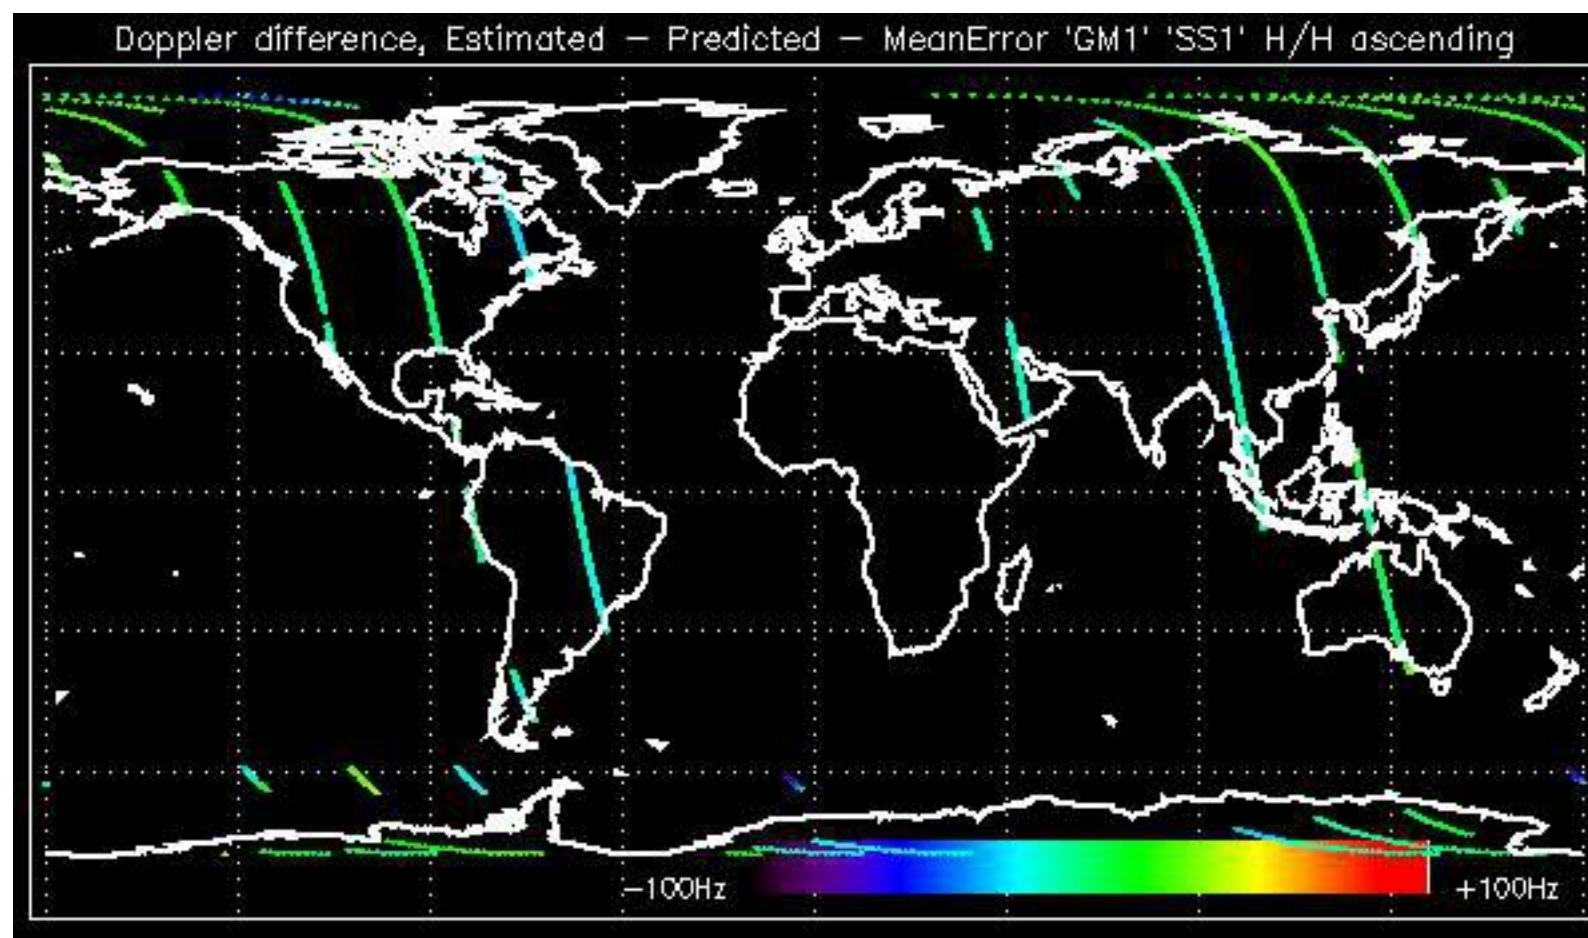 Doppler difference, Estimated – Predicted – MeanError 'GM1' 'SS1' H/H ascending
-100Hz
+100Hz